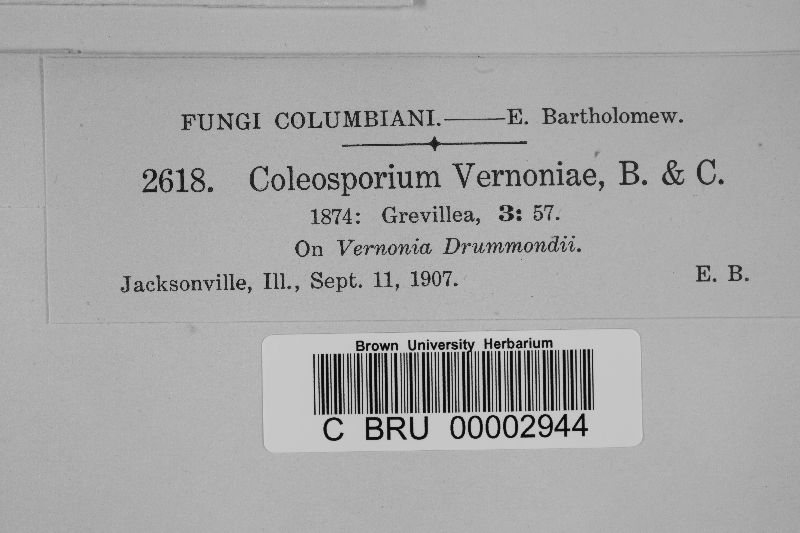 FUNGI COLUMBIANI.——E. Bartholomew.
2618. Coleosporium Vernoniae, B. & C.
1874: Grevillea, 3: 57.
On Vernonia Drummondii.
Jacksonville, Ill., Sept. 11, 1907. E. B.
Brown University Herbarium
C BRU 00002944